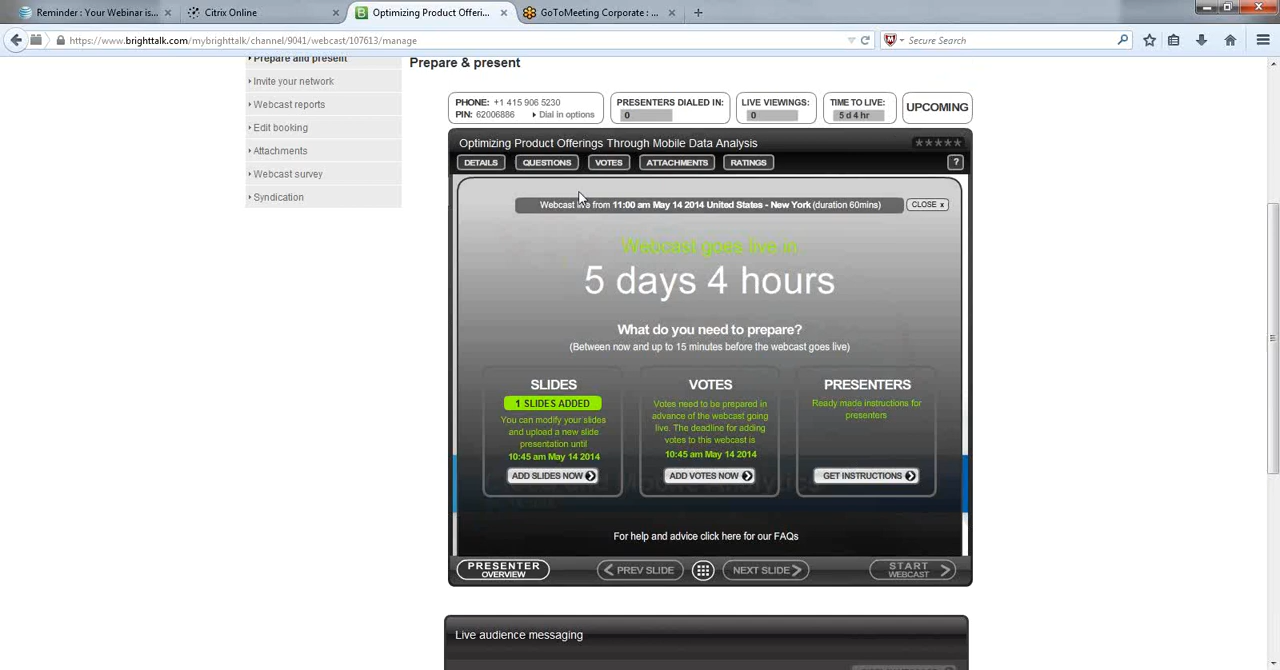 Reminder : Your Webinar is...
Citrix Online
Optimizing Product Offeri...
GoToMeeting Corporate : ...
https://www.brighttalk.com/mybrighttalk/channel/9041/webcast/107613/manage
Secure Search
Prepare and present
Invite your network
Webcast reports
Edit booking
Attachments
Webcast survey
Syndication
Prepare & present
PHONE: +1 415 906 5230
PIN: 62006886 Dial in options
PRESENTERS DIALED IN:
0
LIVE VIEWINGS:
0
TIME TO LIVE:
5 d 4 hr
UPCOMING
Optimizing Product Offerings Through Mobile Data Analysis
DETAILS QUESTIONS VOTES ATTACHMENTS RATINGS ?
Webcast live from 11:00 am May 14 2014 United States - New York (duration 60mins) CLOSE x
Webcast goes live in
5 days 4 hours
What do you need to prepare?
(Between now and up to 15 minutes before the webcast goes live)
SLIDES
1 SLIDES ADDED
You can modify your slides
and upload a new slide
presentation until
10:45 am May 14 2014
ADD SLIDES NOW
VOTES
Votes need to be prepared in
advance of the webcast going
live. The deadline for adding
votes to this webcast is
10:45 am May 14 2014
ADD VOTES NOW
PRESENTERS
Ready made instructions for
presenters
GET INSTRUCTIONS
For help and advice click here for our FAQs
PRESENTER
OVERVIEW
PREV SLIDE
NEXT SLIDE
START
WEBCAST
Live audience messaging